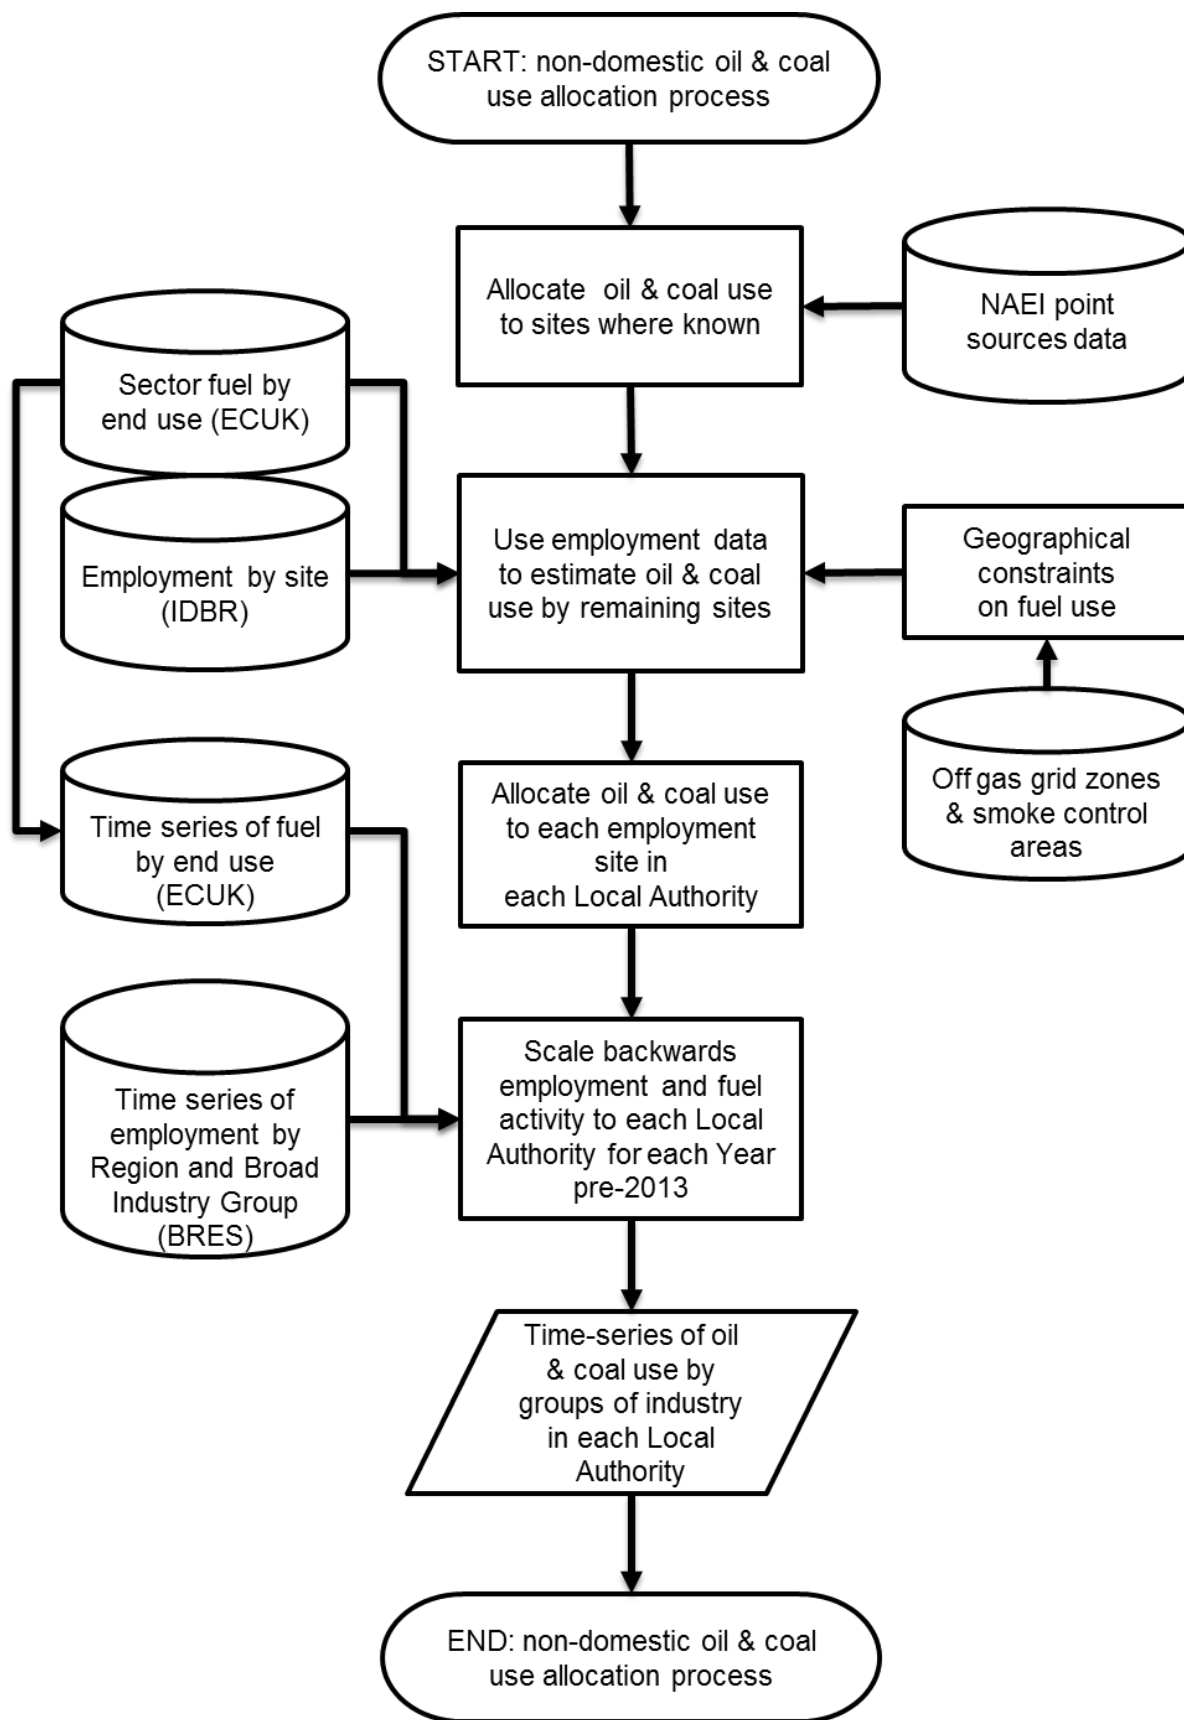 START: non-domestic oil & coal
use allocation process
Allocate oil & coal use
to sites where known
NAEI point
sources data
Sector fuel by
end use (ECUK)
Employment by site
(IDBR)
Use employment data
to estimate oil & coal
use by remaining sites
Geographical
constraints
on fuel use
Off gas grid zones
& smoke control
areas
Time series of fuel
by end use
(ECUK)
Allocate oil & coal use
to each employment
site in
each Local Authority
Time series of
employment by
Region and Broad
Industry Group
(BRES)
Scale backwards
employment and fuel
activity to each Local
Authority for each Year
pre-2013
Time-series of oil
& coal use by
groups of industry
in each Local
Authority
END: non-domestic oil & coal
use allocation process